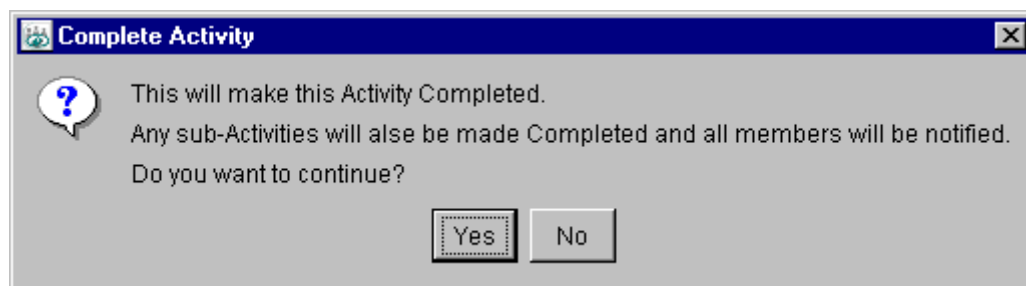 Complete Activity
This will make this Activity Completed.
Any sub-Activities will alse be made Completed and all members will be notified.
Do you want to continue?
Yes No